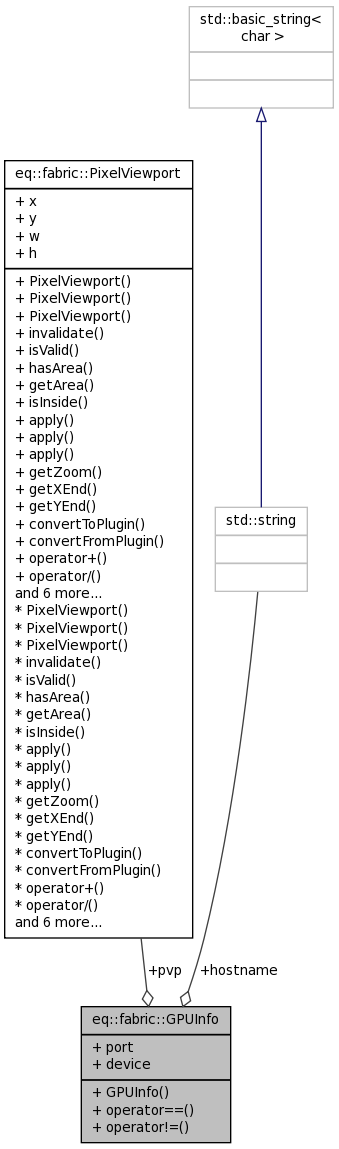 std::basic_string<
char >
eq::fabric::PixelViewport
+ x
+ y
+ w
+ h
+ PixelViewport()
+ PixelViewport()
+ PixelViewport()
+ invalidate()
+ isValid()
+ hasArea()
+ getArea()
+ isInside()
+ apply()
+ apply()
+ apply()
+ getZoom()
+ getXEnd()
+ getYEnd()
+ convertToPlugin()
+ convertFromPlugin()
+ operator+()
+ operator/()
and 6 more...
* PixelViewport()
* PixelViewport()
* PixelViewport()
* invalidate()
* isValid()
* hasArea()
* getArea()
* isInside()
* apply()
* apply()
* apply()
* getZoom()
* getXEnd()
* getYEnd()
* convertToPlugin()
* convertFromPlugin()
* operator+()
* operator/()
and 6 more...
std::string
+pvp
+hostname
eq::fabric::GPUInfo
+ port
+ device
+ GPUInfo()
+ operator==()
+ operator!=()